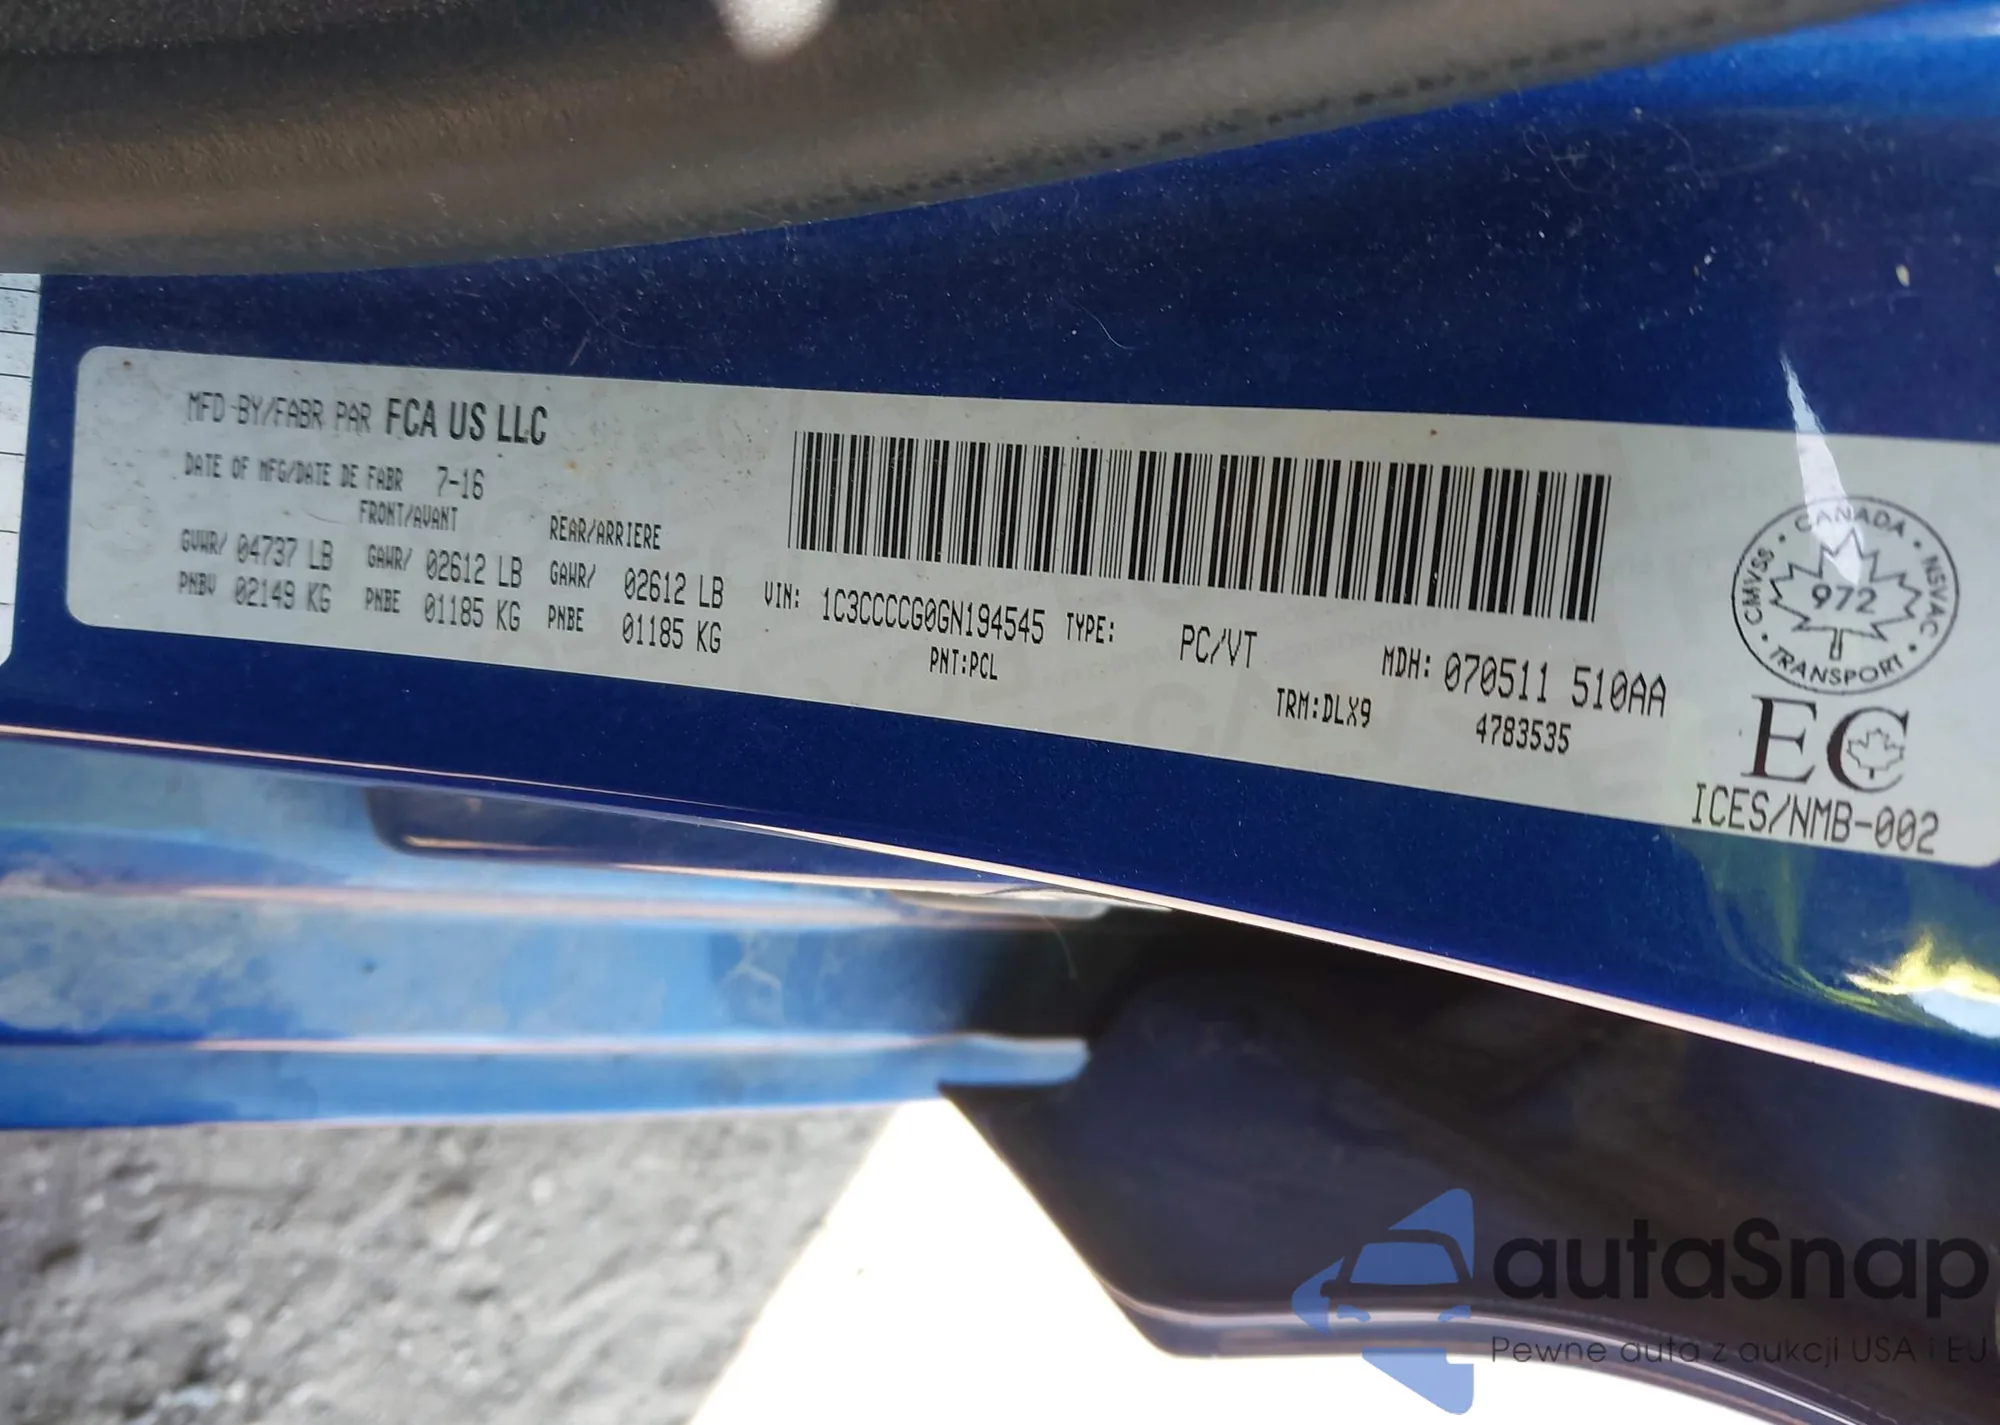 MFD BY/FABR PAR FCA US LLC
DATE OF MFG/DATE DE FABR 7-16
FRONT/AVANT REAR/ARRIERE
GVWR/ 04737 LB GAWR/ 02612 LB GAWR/ 02612 LB
PNBV 02149 KG PNBE 01185 KG PNBE 01185 KG
VIN: 1C3CCCCG0GN194545 TYPE: PC/VT MDH: 070511 510AA
PNT:PCL TRM:DLX9 4783535
CANADA • NSVAC • TRANSPORT • CMVSS •
972
EC
ICES/NMB-002
autaSnap
Pewne auta z aukcji USA i EU